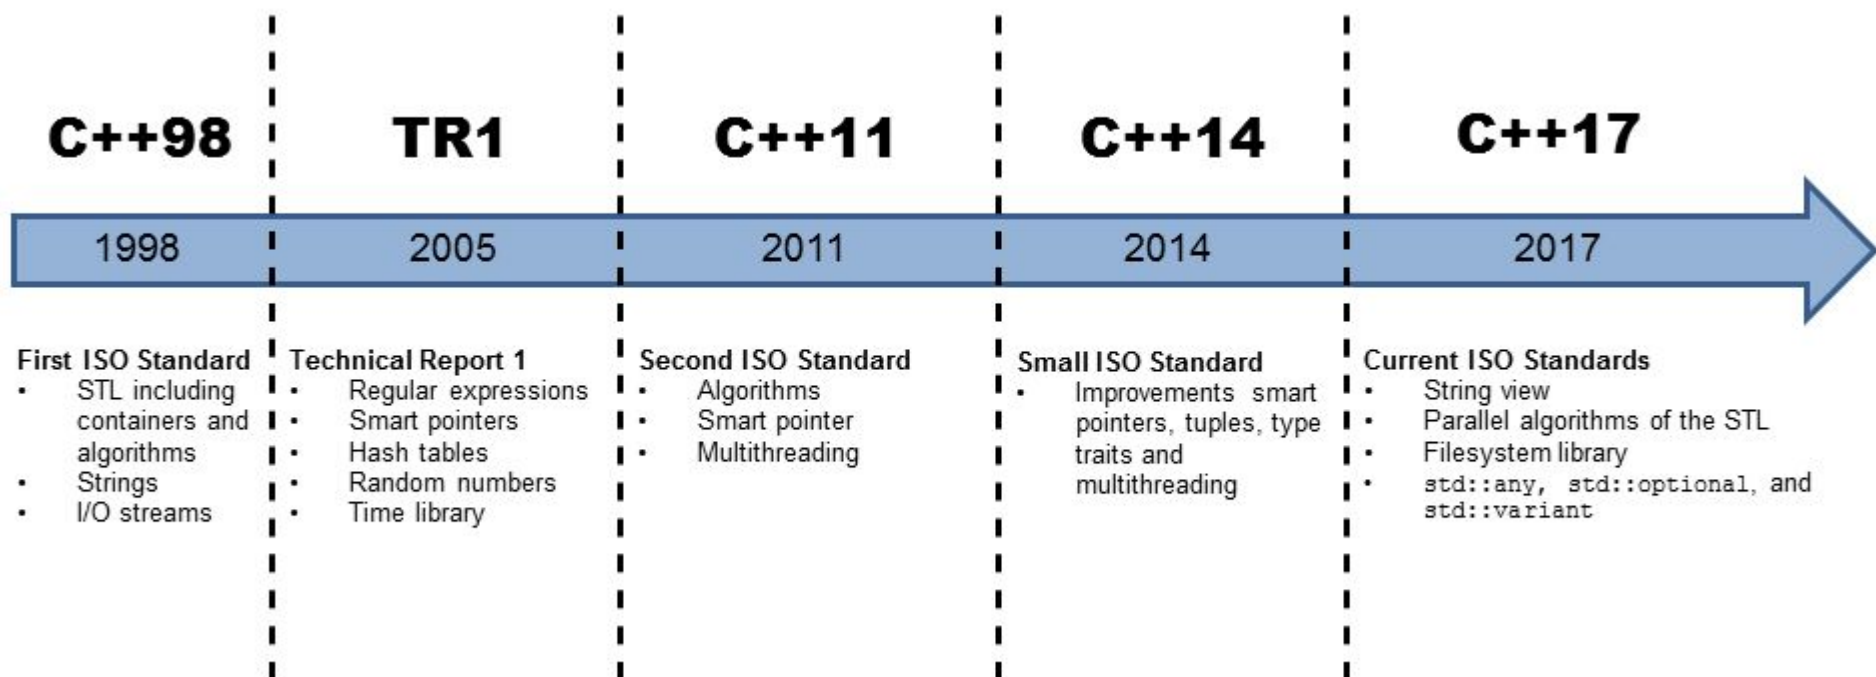 C++98
TR1
C++11
C++14
C++17
1998
2005
2011
2014
2017
First ISO Standard
• STL including
containers and
algorithms
• Strings
• I/O streams
Technical Report 1
• Regular expressions
• Smart pointers
• Hash tables
• Random numbers
• Time library
Second ISO Standard
• Algorithms
• Smart pointer
• Multithreading
Small ISO Standard
• Improvements smart
pointers, tuples, type
traits and
multithreading
Current ISO Standards
• String view
• Parallel algorithms of the STL
• Filesystem library
• std::any, std::optional, and
std::variant